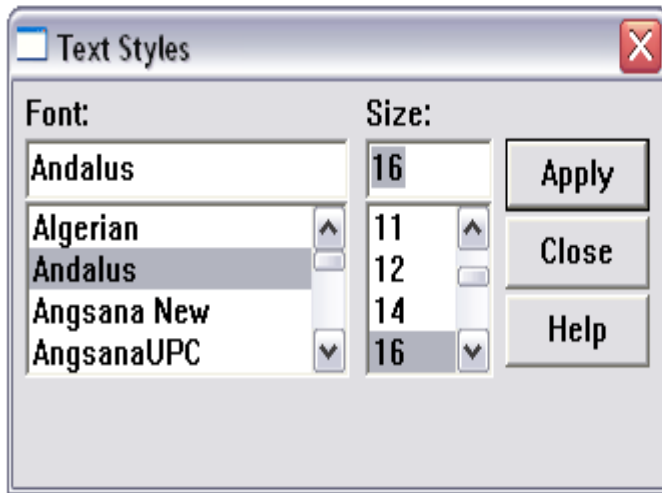 Text Styles
Font:
Size:
Andalus
16
Apply
Algerian
Andalus
Angsana New
AngsanaUPC
11
12
14
16
Close
Help